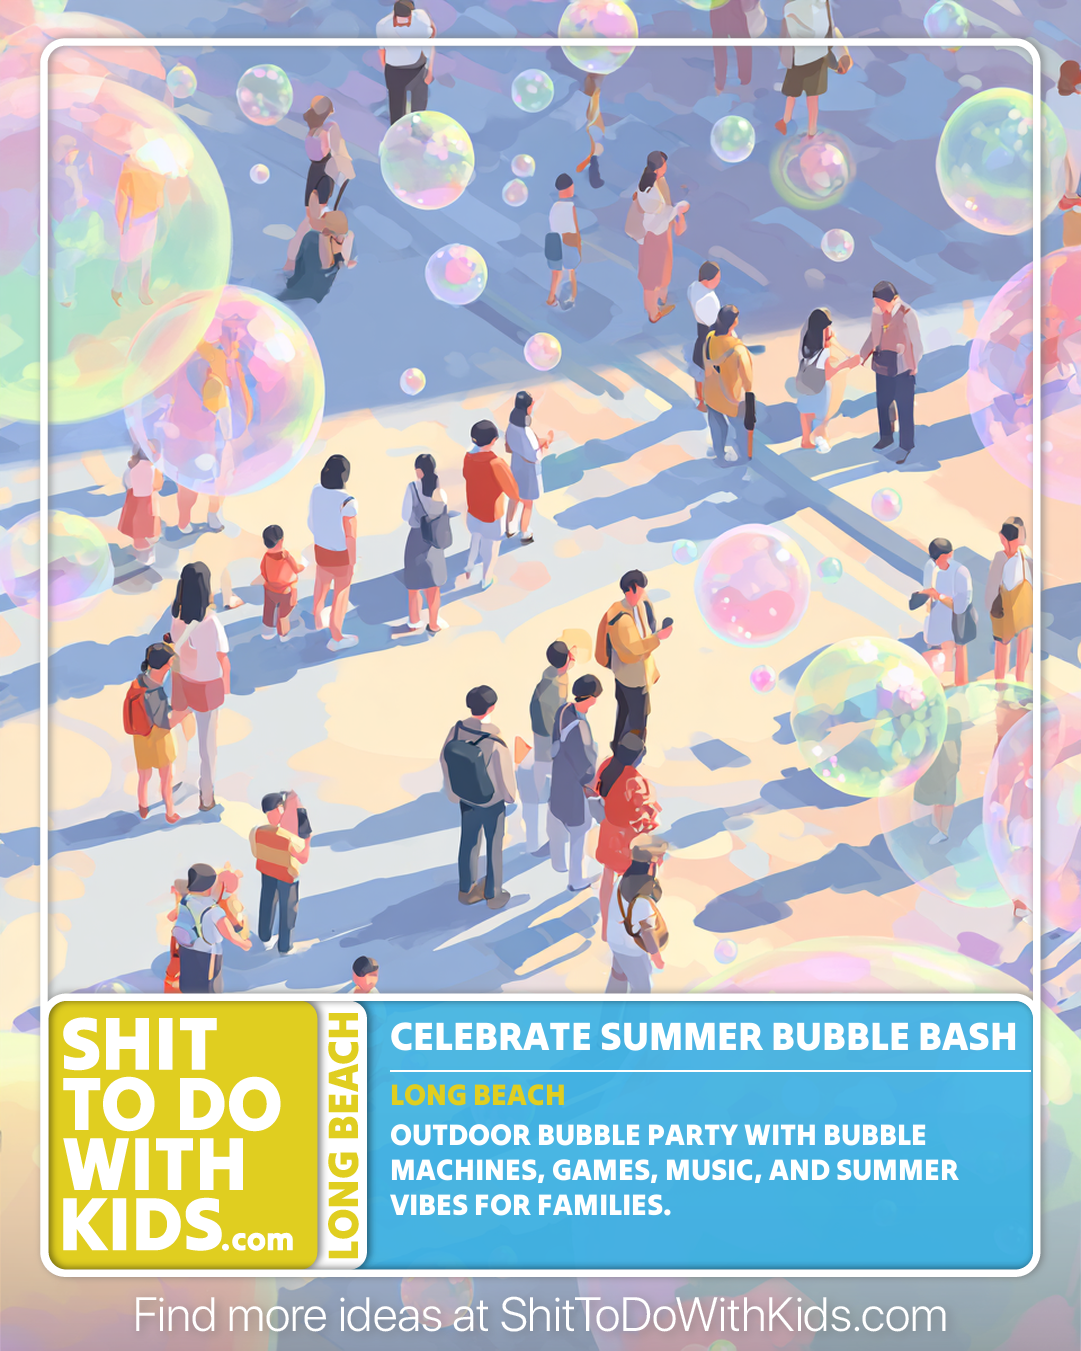 SHIT
TO DO
WITH
KIDS.com
LONG BEACH
CELEBRATE SUMMER BUBBLE BASH
LONG BEACH
OUTDOOR BUBBLE PARTY WITH BUBBLE
MACHINES, GAMES, MUSIC, AND SUMMER
VIBES FOR FAMILIES.
Find more ideas at ShitToDoWithKids.com